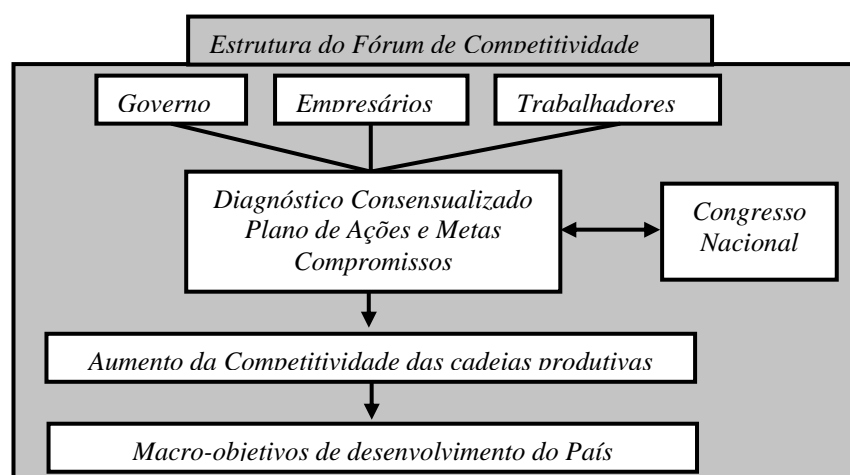 Estrutura do Fórum de Competitividade
Governo
Empresários
Trabalhadores
Diagnóstico Consensualizado
Plano de Ações e Metas
Compromissos
Congresso
Nacional
Aumento da Competitividade das cadeias produtivas
Macro-objetivos de desenvolvimento do País